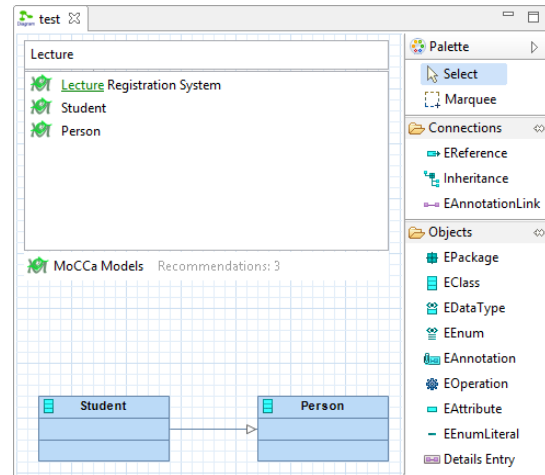 test
Lecture
Lecture Registration System
Student
Person
MoCCa Models Recommendations: 3
Student
Person
Palette
Select
Marquee
Connections
EReference
Inheritance
EAnnotationLink
Objects
EPackage
EClass
EDataType
EEnum
EAnnotation
EOperation
EAttribute
EEnumLiteral
Details Entry